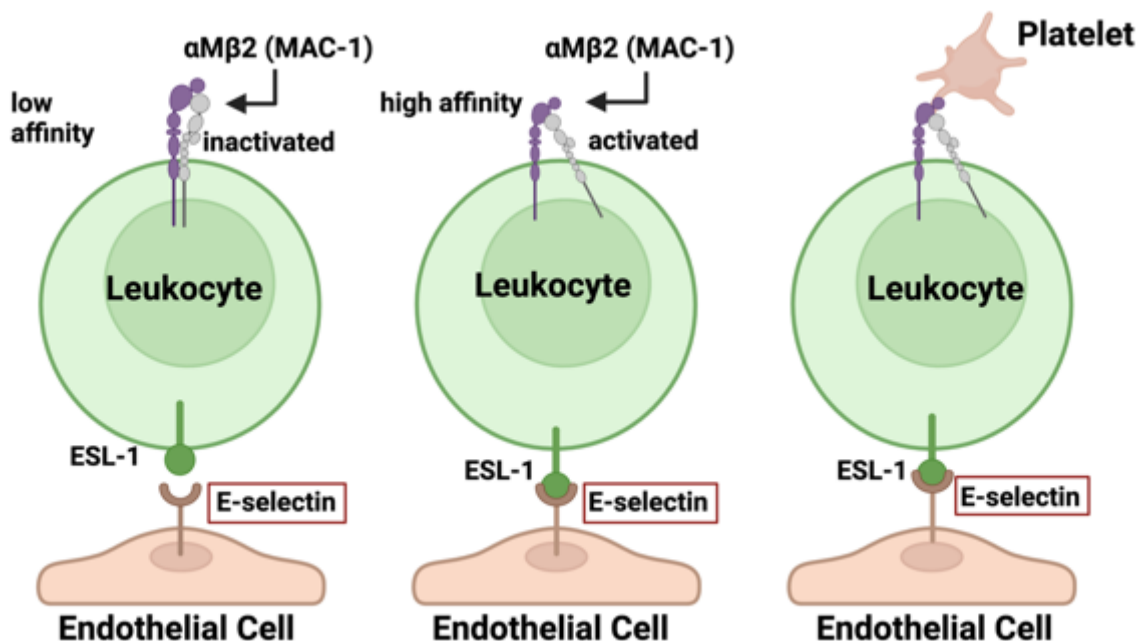 αMβ2 (MAC-1)
low
affinity
inactivated
Leukocyte
ESL-1
E-selectin
Endothelial Cell
αMβ2 (MAC-1)
high affinity
activated
Leukocyte
ESL-1
E-selectin
Endothelial Cell
Platelet
Leukocyte
ESL-1
E-selectin
Endothelial Cell